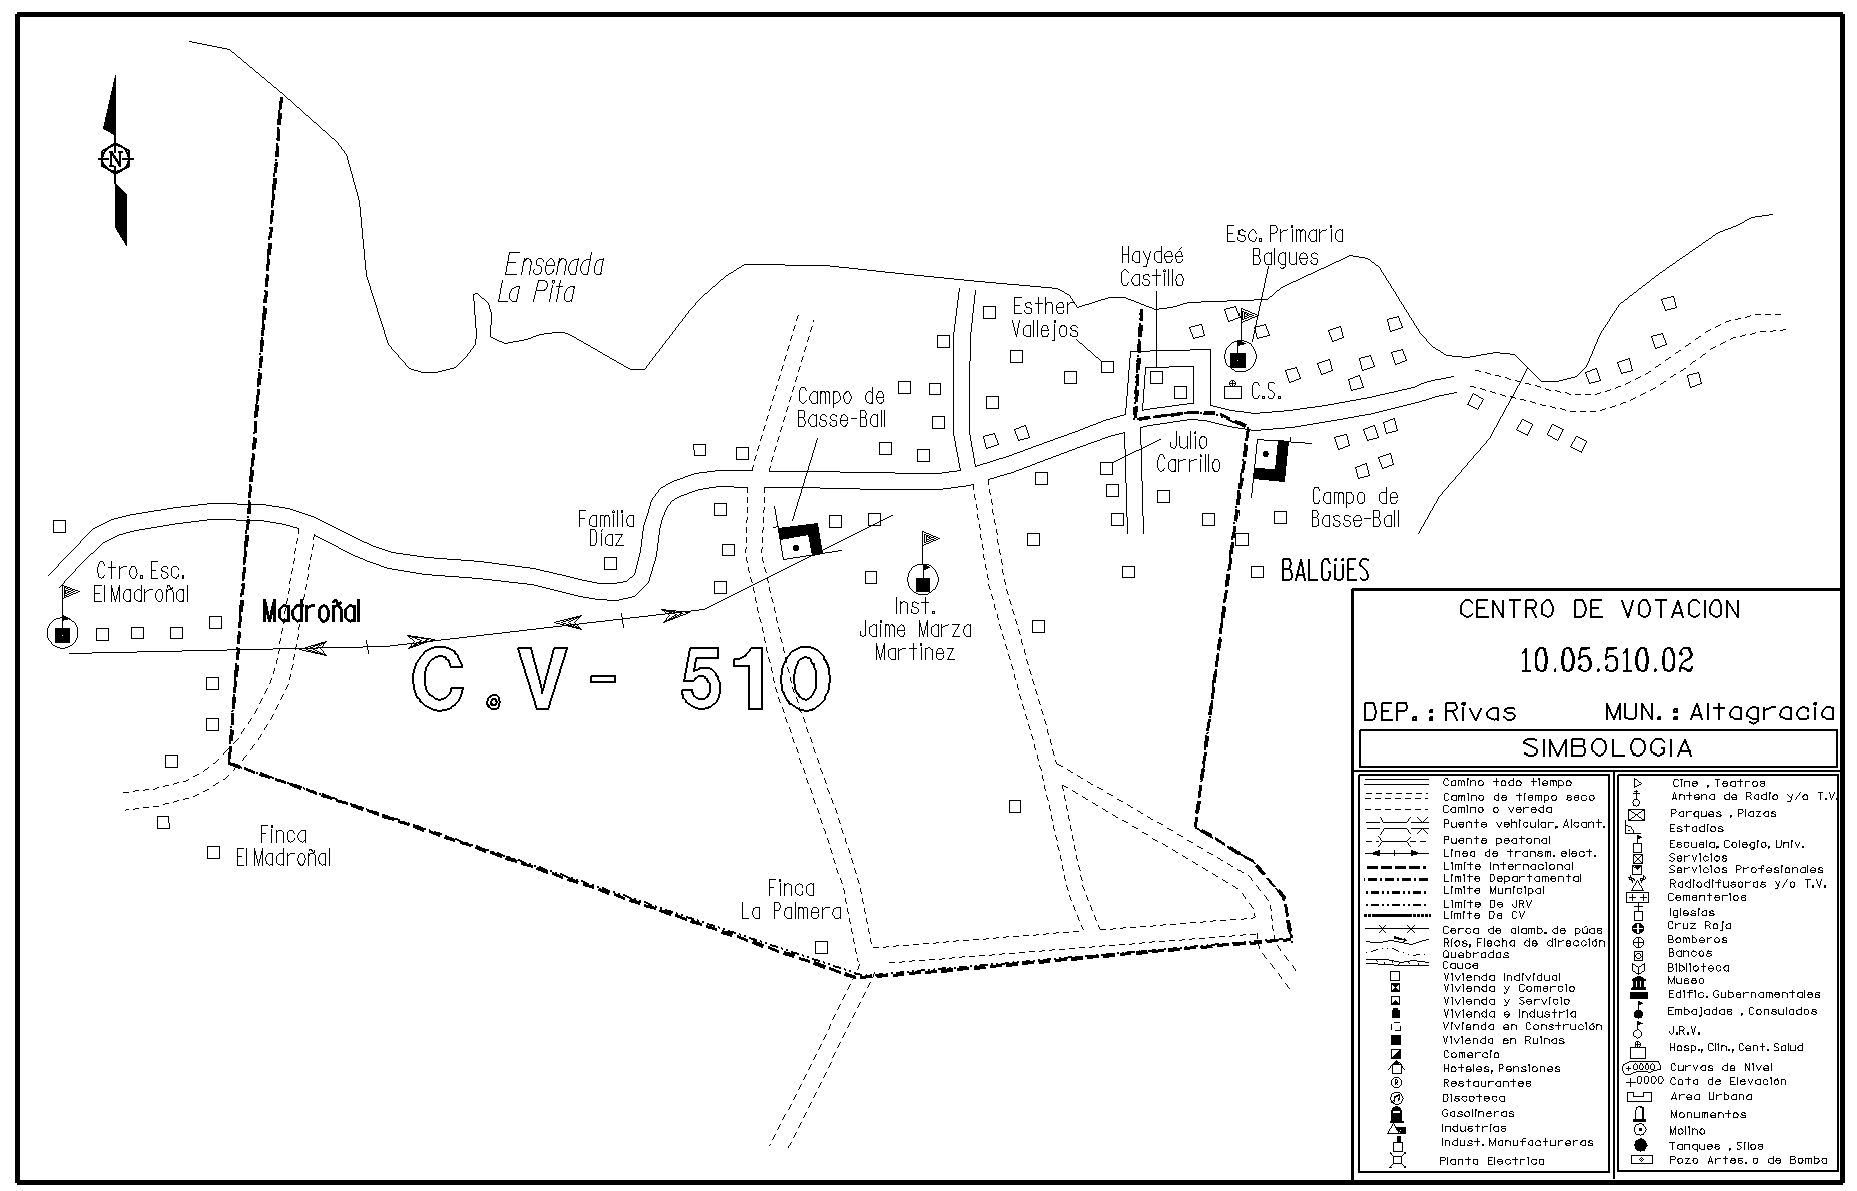 N
Ensenada
La Pita
Haydeé
Castillo
Esc. Primaria
Balgues
Esther
Vallejos
Campo de
Basse-Ball
C.S.
Julio
Carrillo
Campo de
Basse-Ball
Familia
Díaz
Ctro. Esc.
El Madroñal
Madroñal
Inst.
Jaime Marza
Martinez
BALGÜES
C.V- 510
Finca
El Madroñal
Finca
La Palmera
CENTRO DE VOTACION
10.05.510.02
DEP.: Rivas MUN.: Altagracia
SIMBOLOGIA
Camino todo tiempo
Camino de tiempo seco
Camino o vereda
Puente vehicular, Alcant.
Puente peatonal
Linea de transm. elect.
Limite Internacional
Limite Departamental
Limite Municipal
Limite De JRV
Limite De CV
Cerca de alamb. de púas
Ríos, Flecha de dirección
Quebradas
Cauce
Vivienda Individual
Vivienda y Comercio
Vivienda y Servicio
Vivienda e Industria
Vivienda en Construción
Vivienda en Ruinas
Comercio
Hoteles, Pensiones
R Restaurantes
Discoteca
Gasolineras
Industrias
Indust. Manufactureras
Planta Electrica
Cine , Teatros
Antena de Radio y/o T.V.
Parques , Plazas
Estadios
Escuela, Colegio, Univ.
Servicios
Servicios Profesionales
Radiodifusoras y/o T.V.
Cementerios
Iglesias
Cruz Roja
Bomberos
Bancos
Biblioteca
Museo
Edific. Gubernamentales
Embajadas , Consulados
J.R.V.
Hosp., Clin., Cent. Salud
+0000 Curvas de Nivel
+0000 Cota de Elevación
Area Urbana
Monumentos
Molino
Tanques , Silos
Pozo Artes. o de Bomba